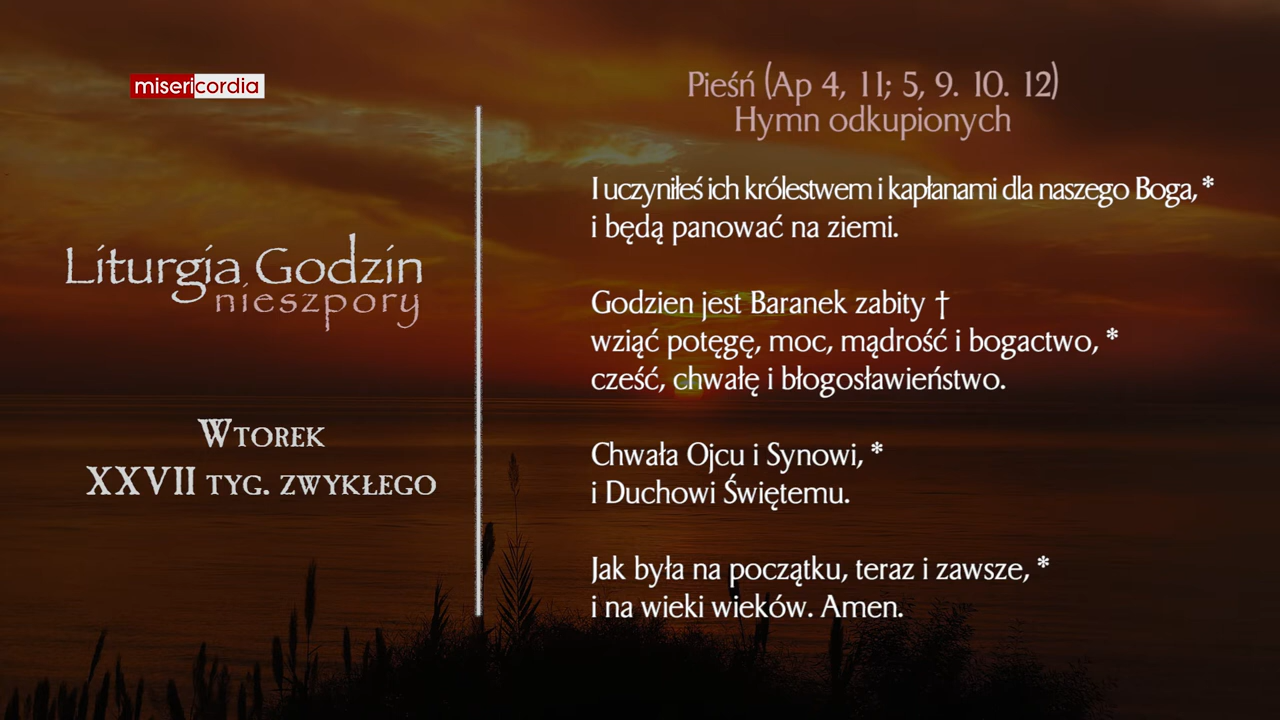 misericordia
Liturgia Godzin
nieszpory
Wtorek
XXVII tyg. zwykłego
Pieśń (Ap 4, 11; 5, 9. 10. 12)
Hymn odkupionych
I uczyniłeś ich królestwem i kapłanami dla naszego Boga, *
i będą panować na ziemi.
Godzien jest Baranek zabity †
wziąć potęgę, moc, mądrość i bogactwo, *
cześć, chwałę i błogosławieństwo.
Chwała Ojcu i Synowi, *
i Duchowi Świętemu.
Jak była na początku, teraz i zawsze, *
i na wieki wieków. Amen.